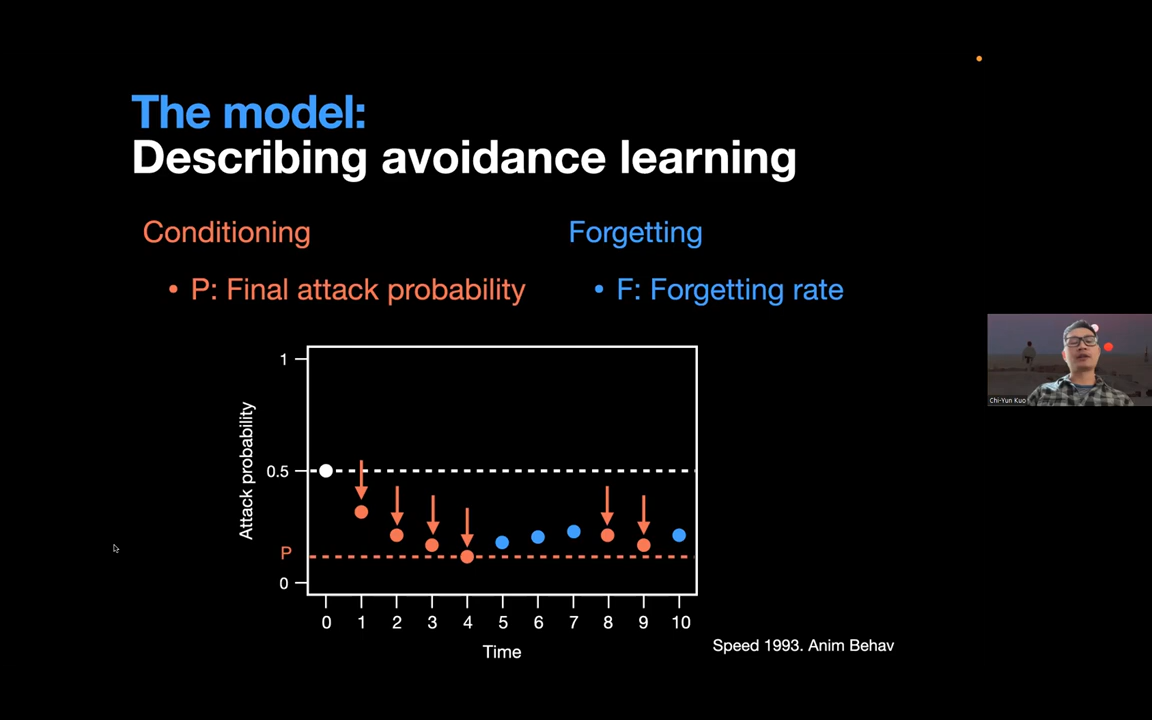 The model:
Describing avoidance learning
Conditioning
• P: Final attack probability
Forgetting
• F: Forgetting rate
Attack probability
1
0.5
P
0
0 1 2 3 4 5 6 7 8 9 10
Time
Speed 1993. Anim Behav
Chi-Yun Kuo